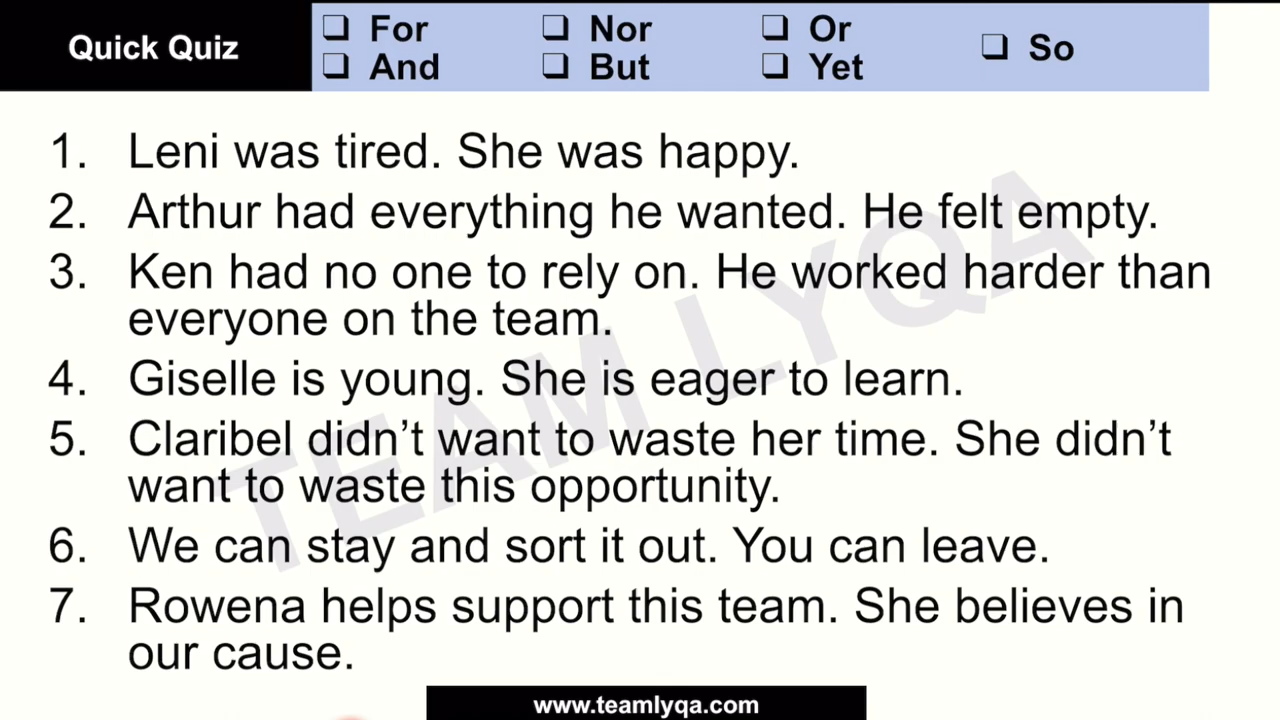 Quick Quiz
❑ For
❑ Nor
❑ Or
❑ So
❑ And
❑ But
❑ Yet
1. Leni was tired. She was happy.
2. Arthur had everything he wanted. He felt empty.
3. Ken had no one to rely on. He worked harder than
everyone on the team.
4. Giselle is young. She is eager to learn.
5. Claribel didn’t want to waste her time. She didn’t
want to waste this opportunity.
6. We can stay and sort it out. You can leave.
7. Rowena helps support this team. She believes in
our cause.
TEAM LYQA
www.teamlyqa.com